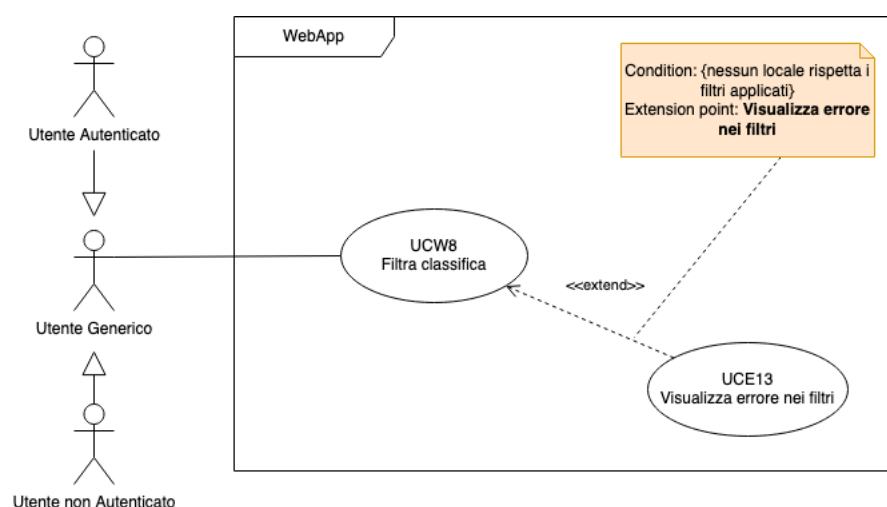 WebApp
Condition: {nessun locale rispetta i
filtri applicati}
Extension point: Visualizza errore
nei filtri
Utente Autenticato
UCW8
Filtra classifica
<<extend>>
Utente Generico
UCE13
Visualizza errore nei filtri
Utente non Autenticato